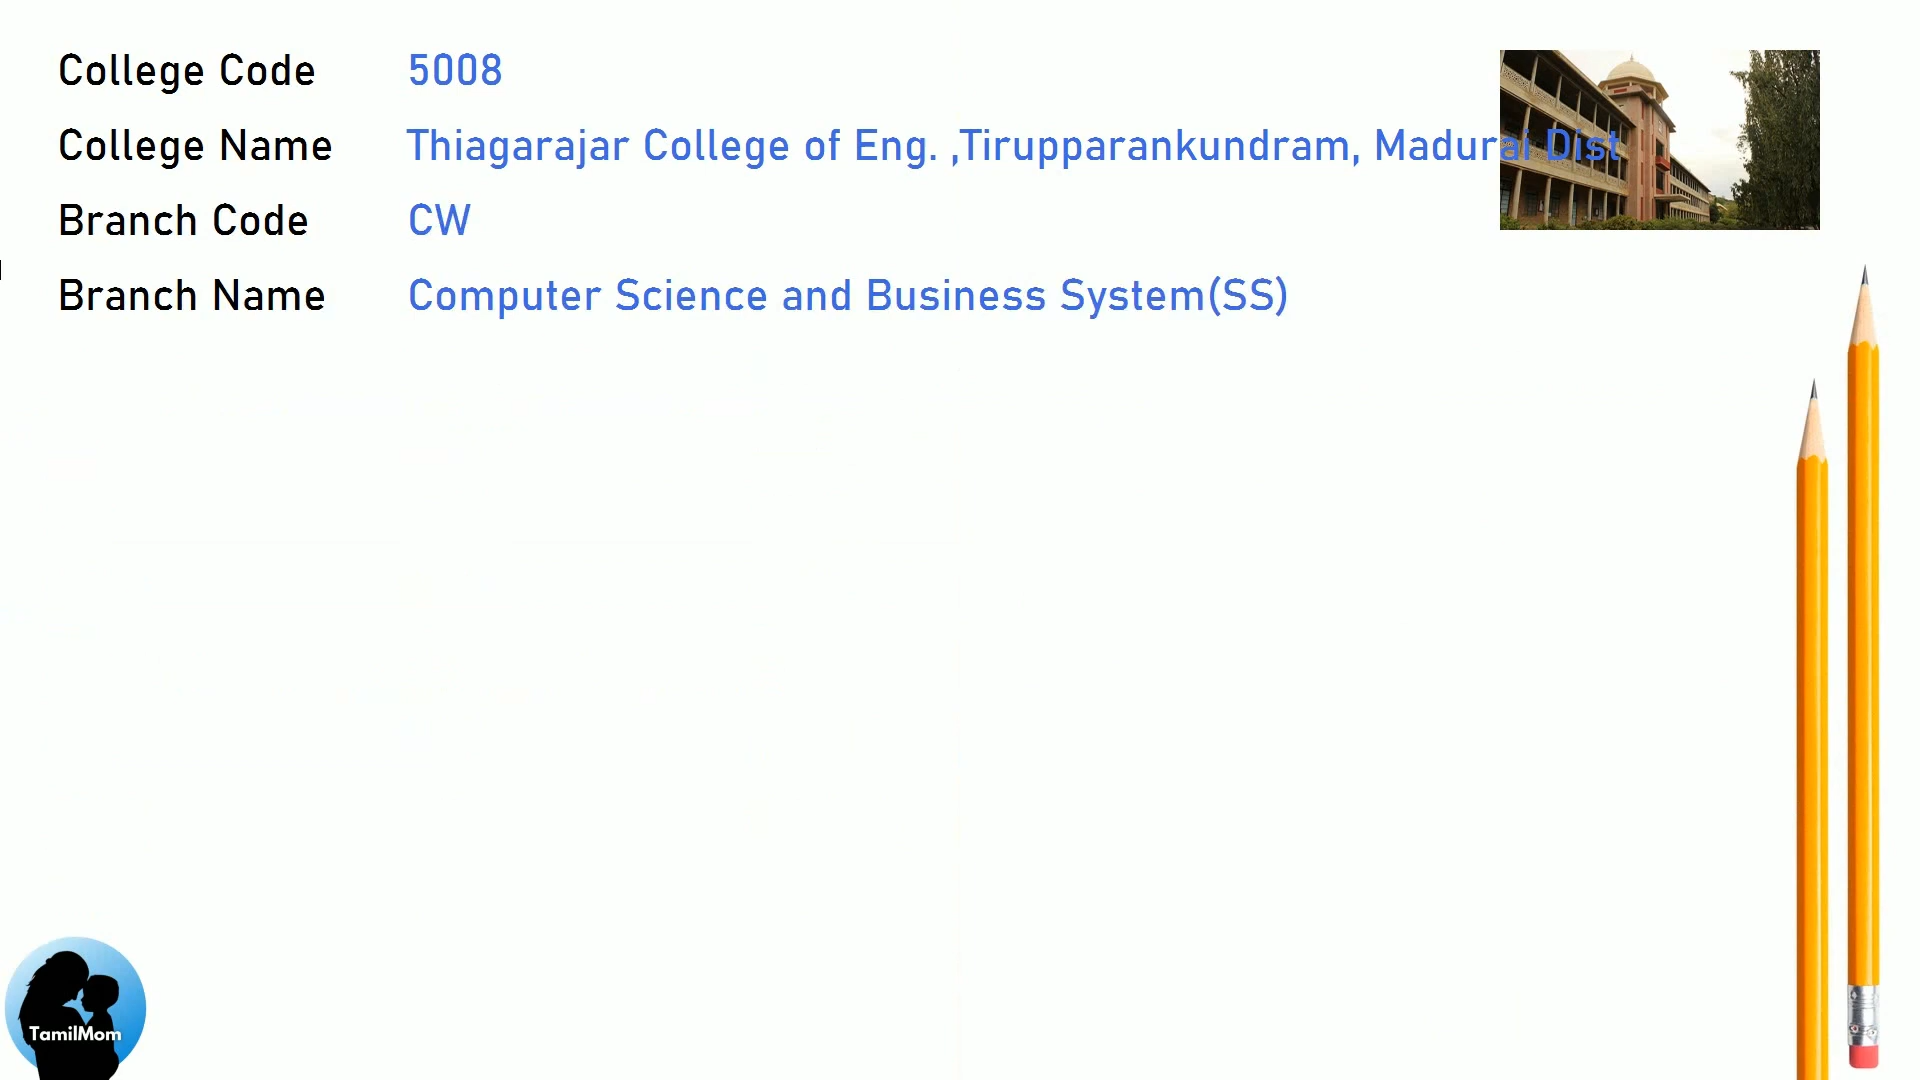 College Code 5008
College Name Thiagarajar College of Eng. ,Tirupparankundram, Madurai Dist
Branch Code CW
Branch Name Computer Science and Business System(SS)
TamilMom